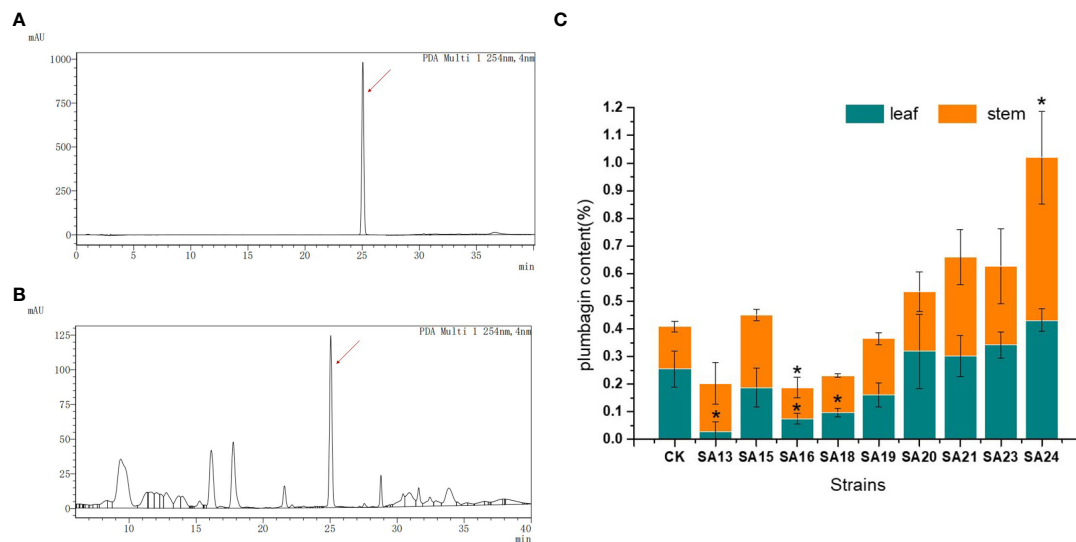 A
mAU
PDA Multi 1 254nm,4nm
1000
750
500
250
0
0 5 10 15 20 25 30 35
min
B
mAU
PDA Multi 1 254nm,4nm
125
100
75
50
25
0
10 15 20 25 30 35 40
min
C
leaf stem
plumbagin content(%)
1.2
1.1
1.0
0.9
0.8
0.7
0.6
0.5
0.4
0.3
0.2
0.1
0.0
*
*
*
*
*
CK SA13 SA15 SA16 SA18 SA19 SA20 SA21 SA23 SA24
Strains